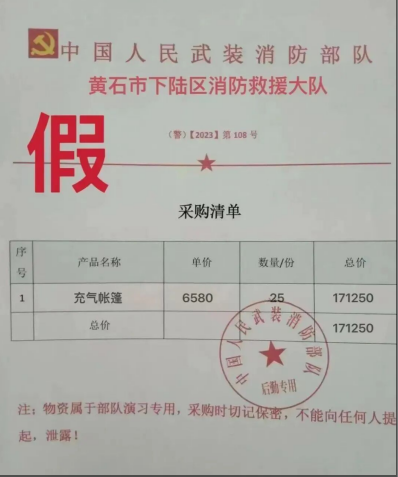 中国人民武装消防部队
黄石市下陆区消防救援大队
假
（警）【2023】第 108 号
采购清单
序号 产品名称 单价 数量/份 总价
1 充气帐篷 6580 25 171250
总价 171250
中国人民武装消防部队
后勤专用
注；物资属于部队演习专用，采购时切记保密，不能向任何人提
起，泄露！